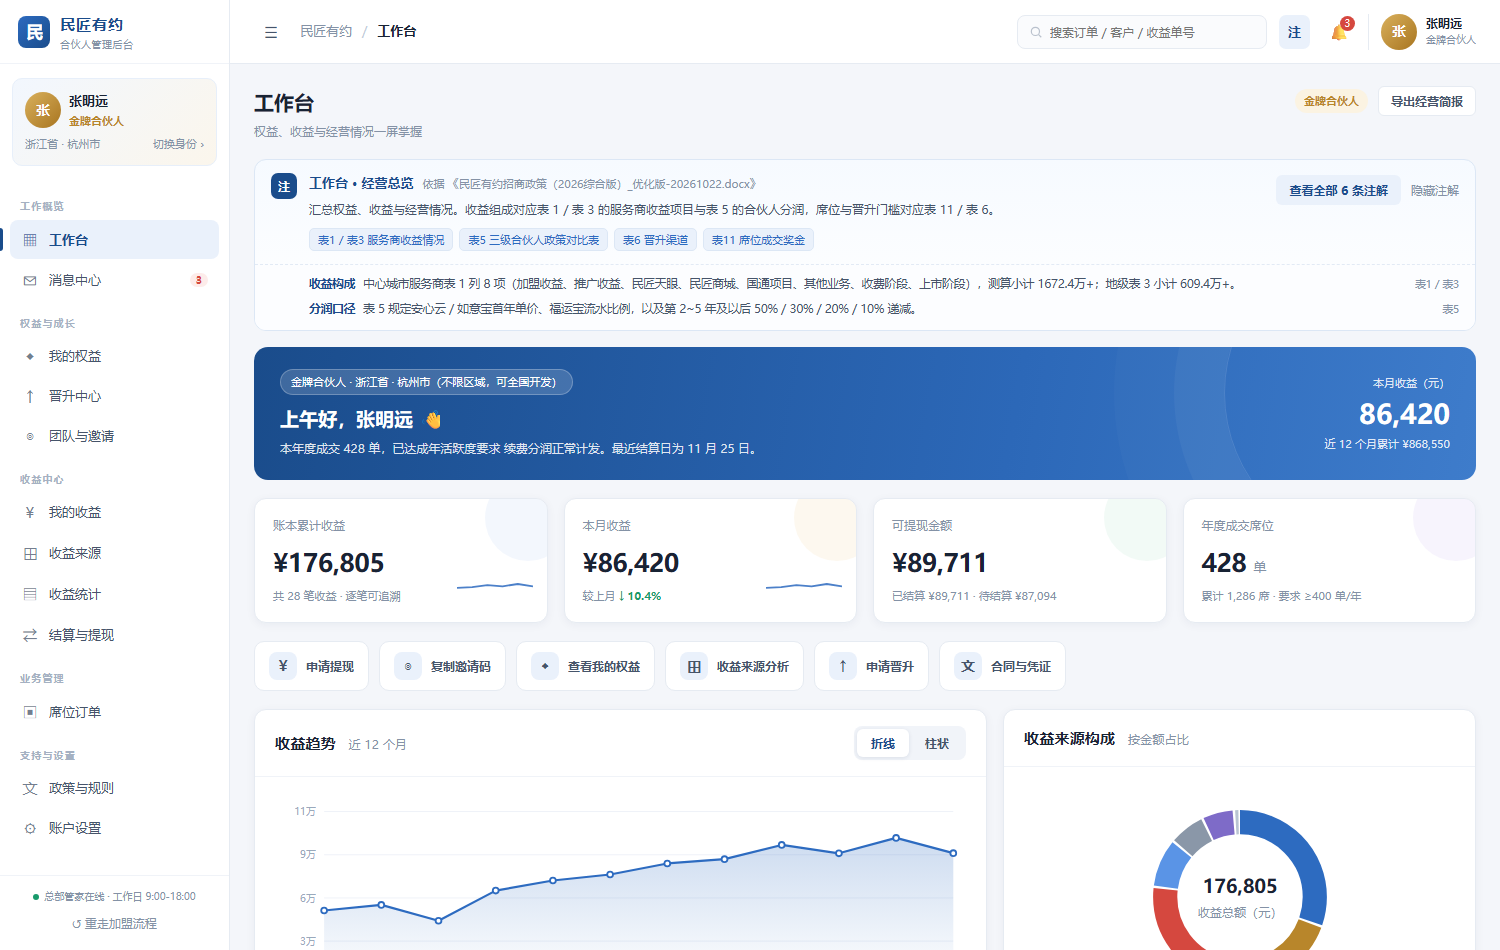 民
民匠有约
合伙人管理后台
张
张明远
金牌合伙人
浙江省 · 杭州市
切换身份 ›
工作概览
工作台
消息中心
3
权益与成长
我的权益
晋升中心
团队与邀请
收益中心
我的收益
收益来源
收益统计
结算与提现
业务管理
席位订单
支持与设置
政策与规则
账户设置
总部管家在线 · 工作日 9:00-18:00
↺ 重走加盟流程
☰
民匠有约 / 工作台
搜索订单 / 客户 / 收益单号
注
3
张
张明远
金牌合伙人
工作台
权益、收益与经营情况一屏掌握
金牌合伙人
导出经营简报
注
工作台 • 经营总览 依据 《民匠有约招商政策（2026综合版）_优化版-20261022.docx》
查看全部 6 条注解
隐藏注解
汇总权益、收益与经营情况。收益组成对应表 1 / 表 3 的服务商收益项目与表 5 的合伙人分润，席位与晋升门槛对应表 11 / 表 6。
表1 / 表3 服务商收益情况
表5 三级合伙人政策对比表
表6 晋升渠道
表11 席位成交奖金
收益构成 中心城市服务商表 1 列 8 项（加盟收益、推广收益、民匠天眼、民匠商城、国通项目、其他业务、收费阶段、上市阶段），测算小计 1672.4万+；地级表 3 小计 609.4万+。
表1 / 表3
分润口径 表 5 规定安心云 / 如意宝首年单价、福运宝流水比例，以及第 2~5 年及以后 50% / 30% / 20% / 10% 递减。
表5
金牌合伙人 · 浙江省 · 杭州市（不限区域，可全国开发）
上午好，张明远 👋
本年度成交 428 单，已达成年活跃度要求 续费分润正常计发。最近结算日为 11 月 25 日。
本月收益（元）
86,420
近 12 个月累计 ¥868,550
账本累计收益
¥176,805
共 28 笔收益 · 逐笔可追溯
本月收益
¥86,420
较上月 ↓ 10.4%
可提现金额
¥89,711
已结算 ¥89,711 · 待结算 ¥87,094
年度成交席位
428 单
累计 1,286 席 · 要求 ≥400 单/年
¥ 申请提现
复制邀请码
查看我的权益
收益来源分析
↑ 申请晋升
文 合同与凭证
收益趋势 近 12 个月
折线
柱状
11万
9万
6万
3万
收益来源构成 按金额占比
176,805
收益总额（元）